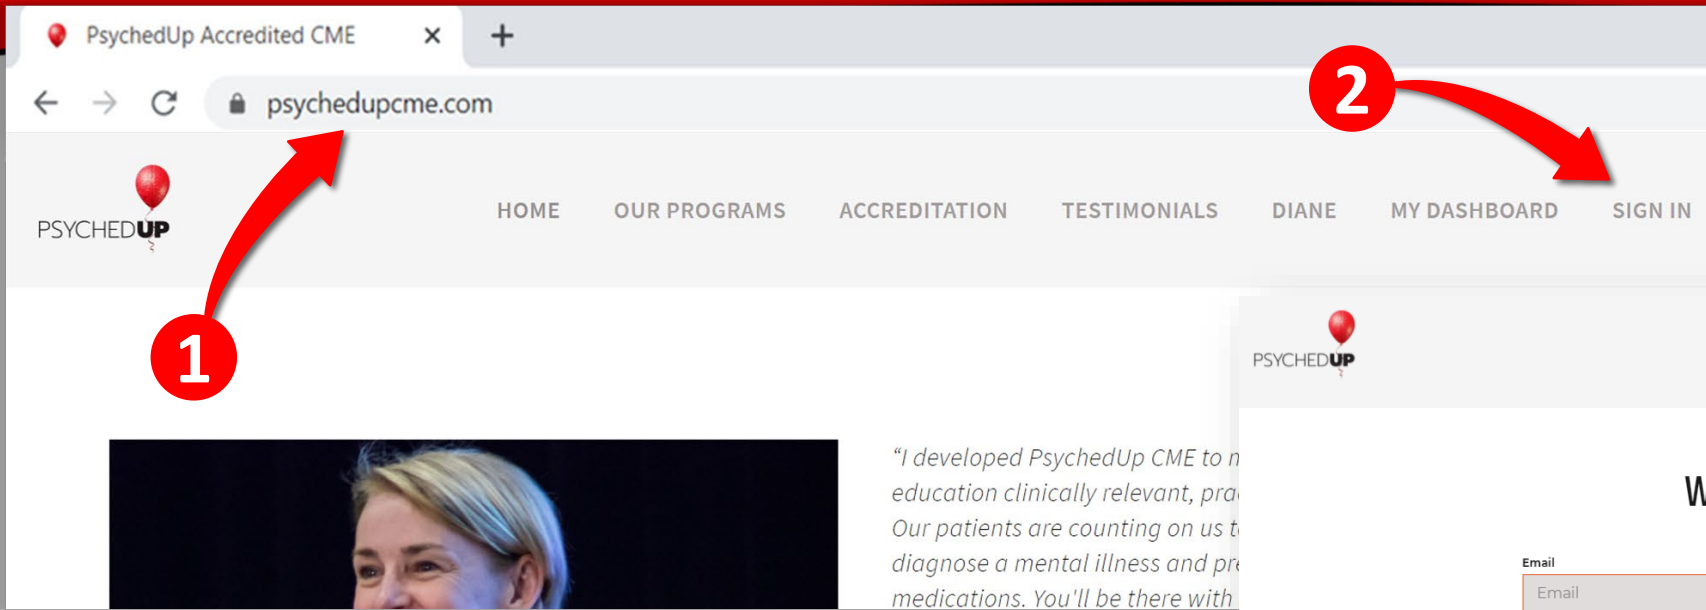 PsychedUp Accredited CME
psychedupcme.com
2
PSYCHEDUP
HOME OUR PROGRAMS ACCREDITATION TESTIMONIALS DIANE MY DASHBOARD SIGN IN
1
PSYCHEDUP
“I developed PsychedUp CME to
education clinically relevant,
Our patients are counting on us
diagnose a mental illness and
medications. You'll be there with
Email
Email